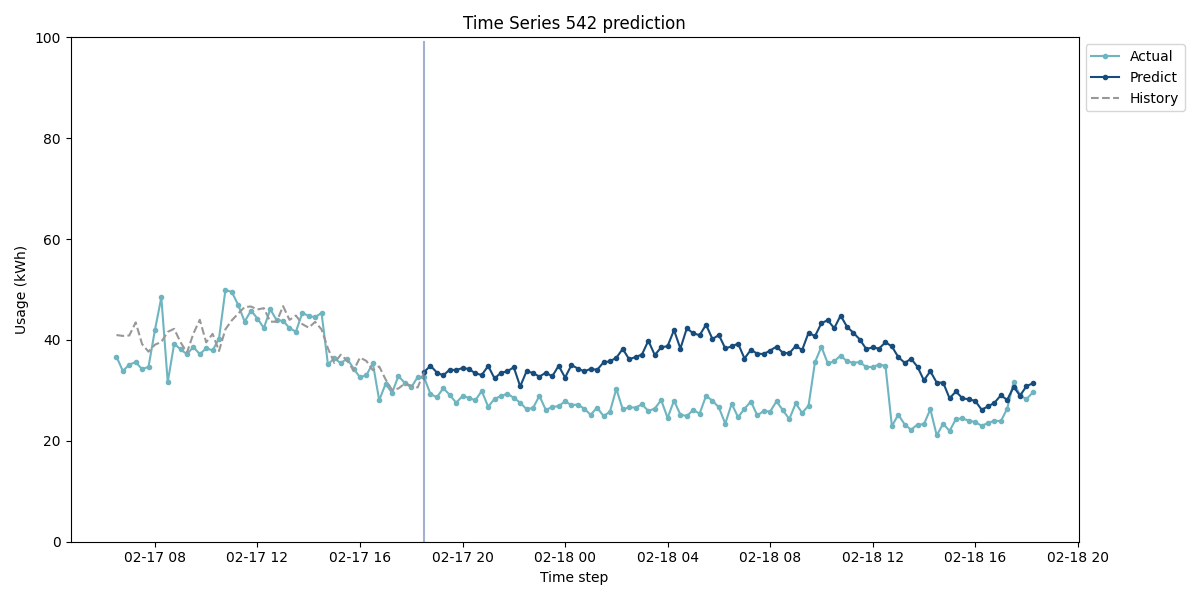 Time Series 542 prediction
Actual
Predict
History
Usage (kWh)
100
80
60
40
20
0
02-17 08 02-17 12 02-17 16 02-17 20 02-18 00 02-18 04 02-18 08 02-18 12 02-18 16 02-18 20
Time step